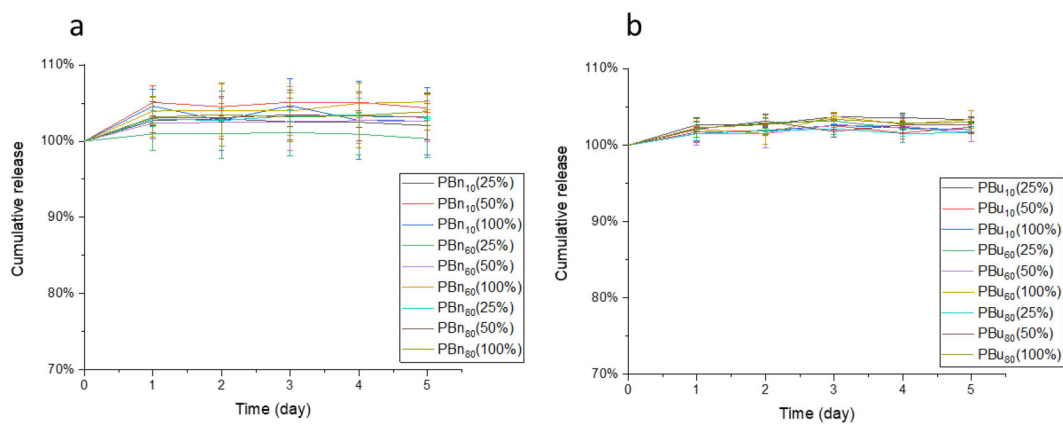 a
110%
100%
90%
80%
70%
Cumulative release
0 1 2 3 4 5
Time (day)
PBn₁₀(25%)
PBn₁₀(50%)
PBn₁₀(100%)
PBn₆₀(25%)
PBn₆₀(50%)
PBn₆₀(100%)
PBn₈₀(25%)
PBn₈₀(50%)
PBn₈₀(100%)
b
110%
100%
90%
80%
70%
Cumulative release
0 1 2 3 4 5
Time (day)
PBu₁₀(25%)
PBu₁₀(50%)
PBu₁₀(100%)
PBu₆₀(25%)
PBu₆₀(50%)
PBu₆₀(100%)
PBu₈₀(25%)
PBu₈₀(50%)
PBu₈₀(100%)